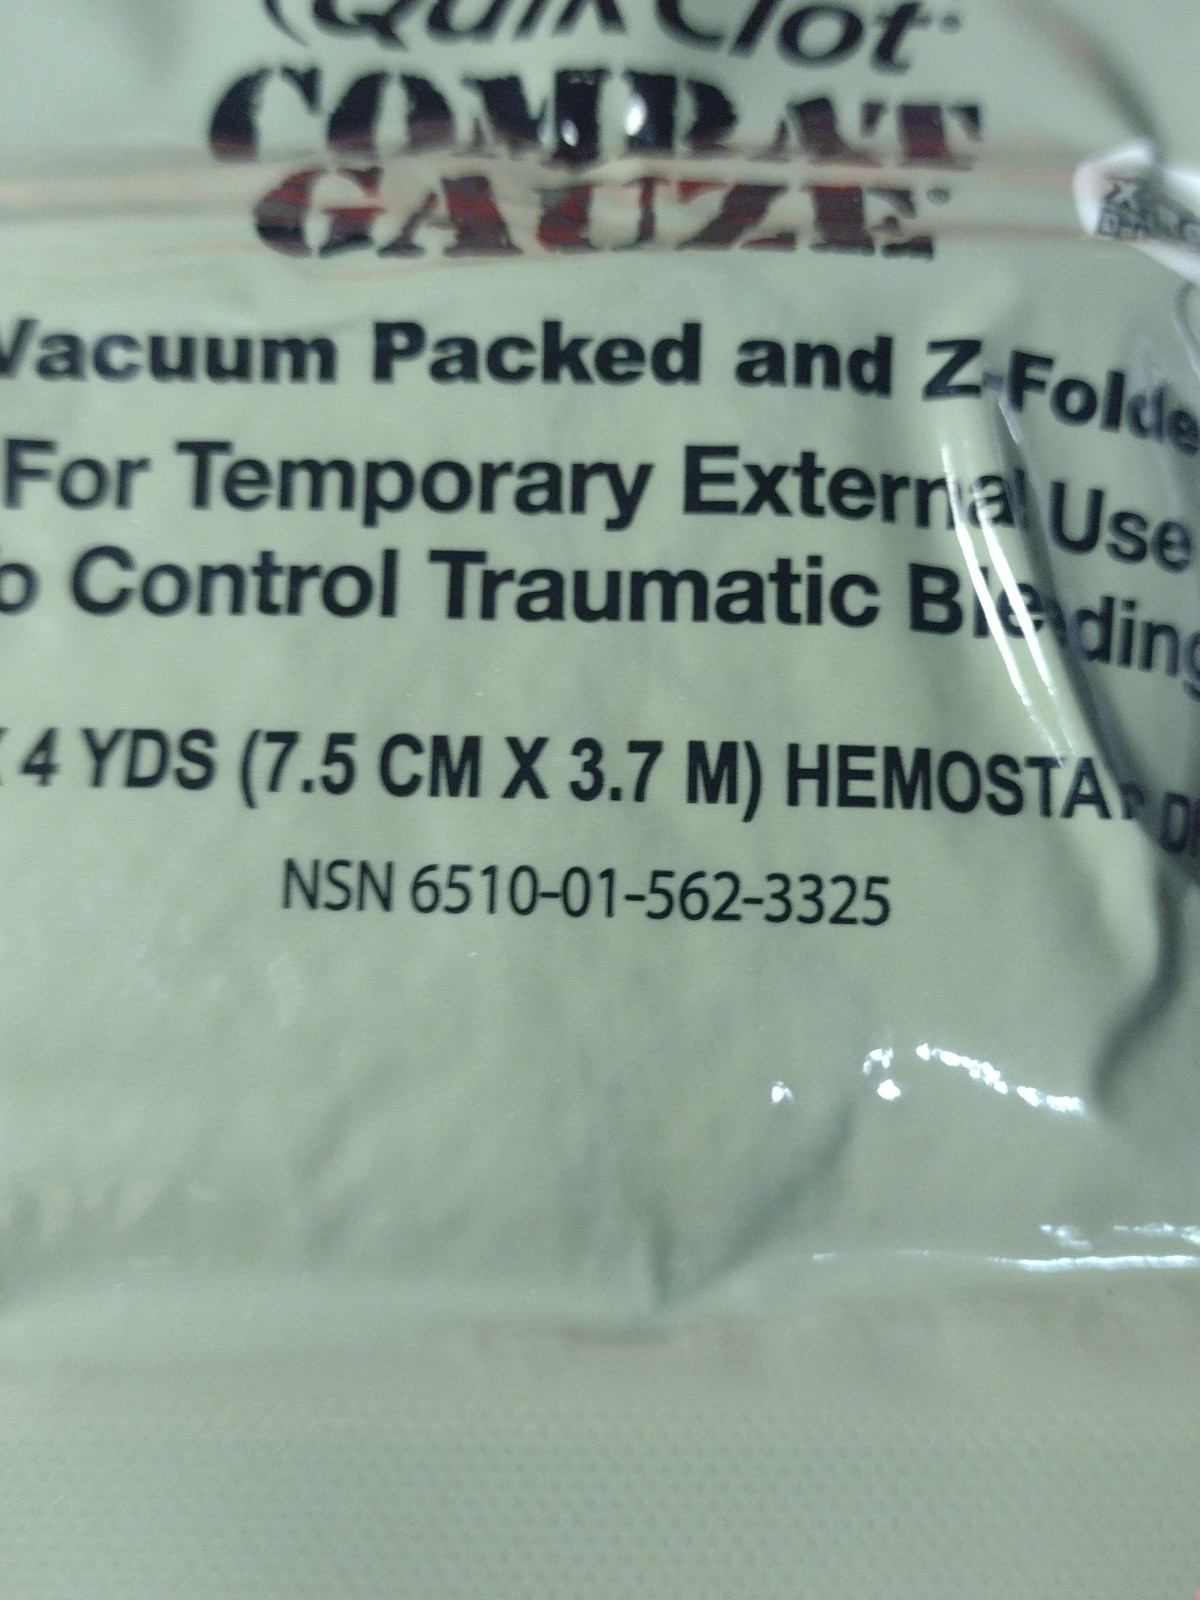 QuikClot®
COMBAT
GAUZE®
Vacuum Packed and Z-Folde
For Temporary External Use
o Control Traumatic Bleeding
X 4 YDS (7.5 CM X 3.7 M) HEMOSTATIC
NSN 6510-01-562-3325